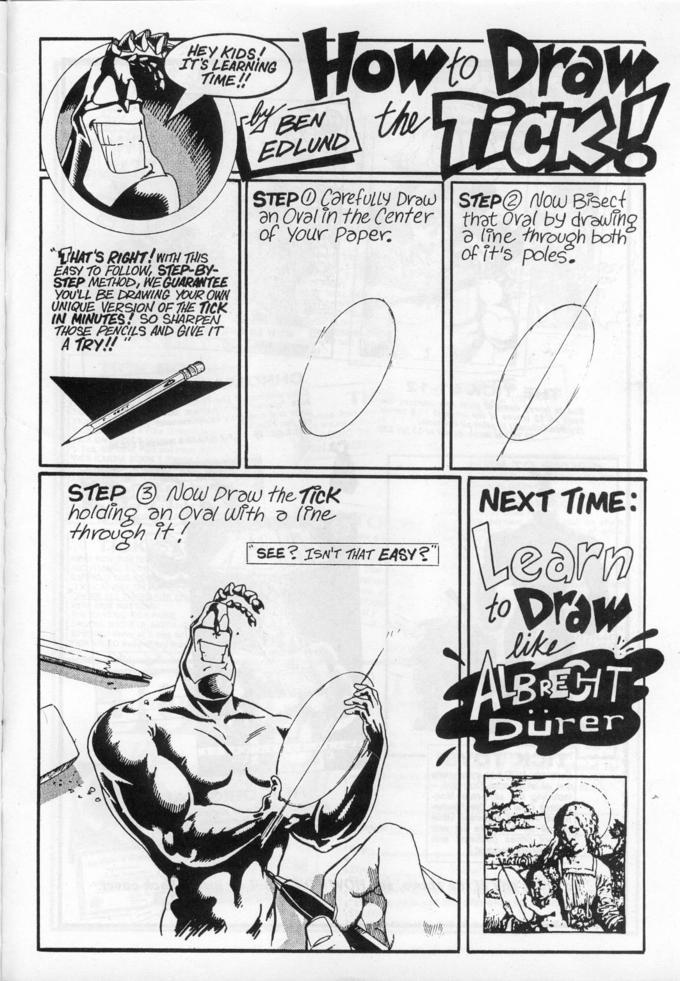 HEY KIDS!
IT'S LEARNING
TIME!!
How to Draw
the TICK!
by BEN
EDLUND
"THAT'S RIGHT! WITH THIS
EASY TO FOLLOW, STEP-BY-
STEP METHOD, WE GUARANTEE
YOU'LL BE DRAWING YOUR OWN
UNIQUE VERSION OF THE TICK
IN MINUTES! SO SHARPEN
THOSE PENCILS AND GIVE IT
A TRY!!"
STEP ① Carefully Draw
an Oval in the Center
of Your Paper.
STEP ② Now Bisect
that Oval by drawing
a line through both
of it's poles.
STEP ③ Now Draw the TICK
holding an Oval with a line
through it!
"SEE? ISN'T THAT EASY?"
NEXT TIME:
Learn
to Draw
like
ALBRECHT
DüreR